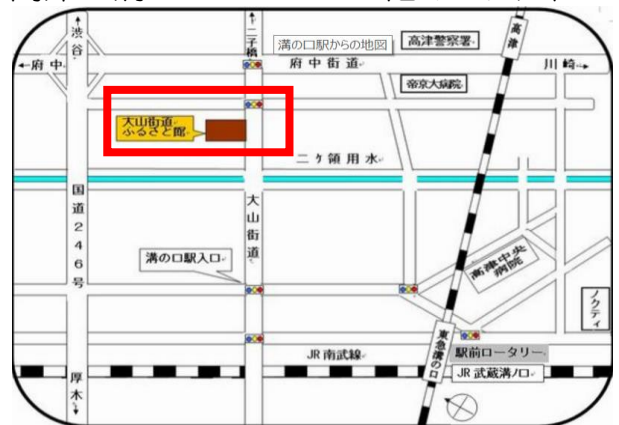 渋谷
二子橋
溝の口駅からの地図
高津警察署
高津
←府中
府中街道
川崎→
帝京大病院
大山街道
ふるさと館
二ヶ領用水
国道246号
大山街道
溝の口駅入口
高津中央
病院
ノクティ
東急溝の口
駅前ロータリー
JR南武線
JR武蔵溝ノ口
厚木